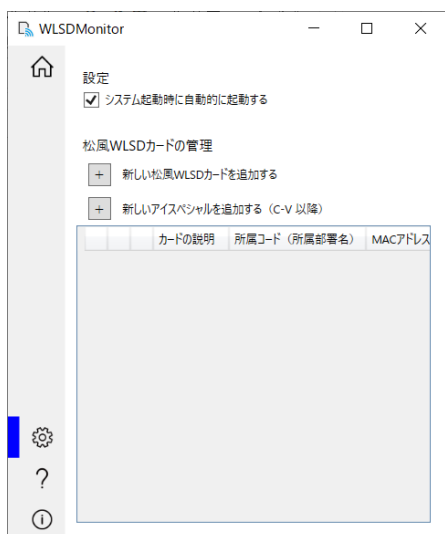 WLSDMonitor
設定
システム起動時に自動的に起動する
松風WLSDカードの管理
+ 新しい松風WLSDカードを追加する
+ 新しいアイスペシャルを追加する（C-V 以降）
カードの説明 所属コード（所属部署名） MACアドレス